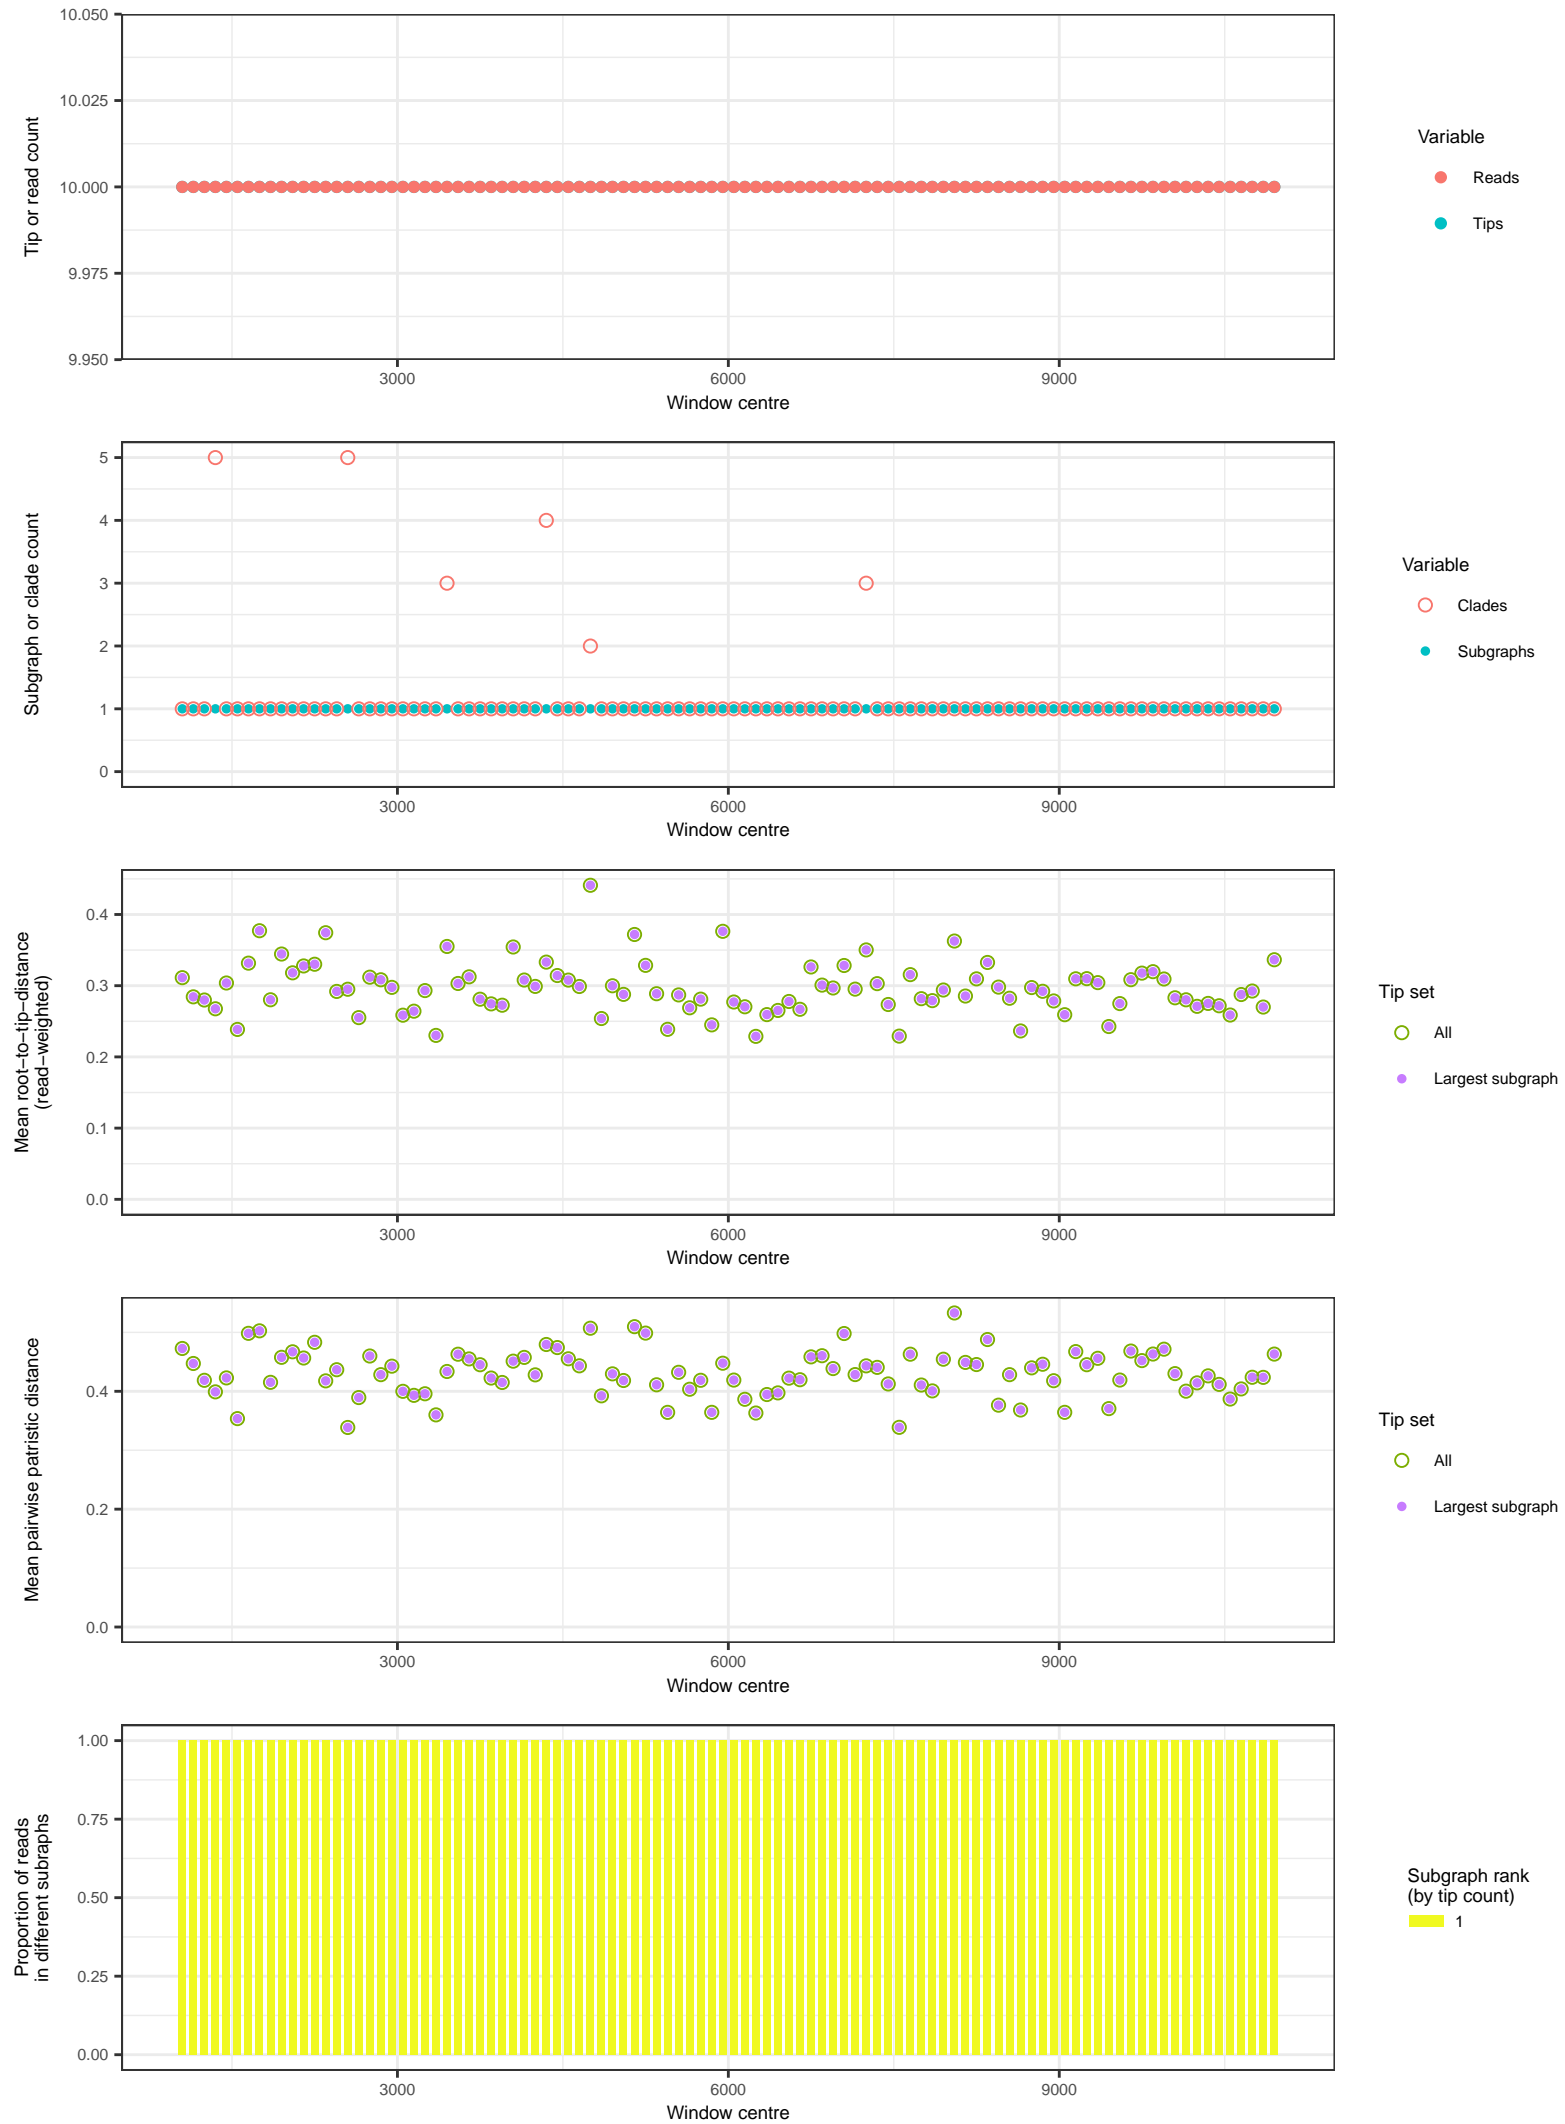 10.050
10.025
10.000
9.975
9.950
Tip or read count
3000
6000
9000
Window centre
Variable
Reads
Tips
5
4
3
2
1
0
Subgraph or clade count
3000
6000
9000
Window centre
Variable
Clades
Subgraphs
0.4
0.3
0.2
0.1
0.0
Mean root−to−tip−distance
(read−weighted)
3000
6000
9000
Window centre
Tip set
All
Largest subgraph
0.4
0.2
0.0
Mean pairwise patristic distance
3000
6000
9000
Window centre
Tip set
All
Largest subgraph
1.00
0.75
0.50
0.25
0.00
Proportion of reads
in different subraphs
3000
6000
9000
Window centre
Subgraph rank
(by tip count)
1